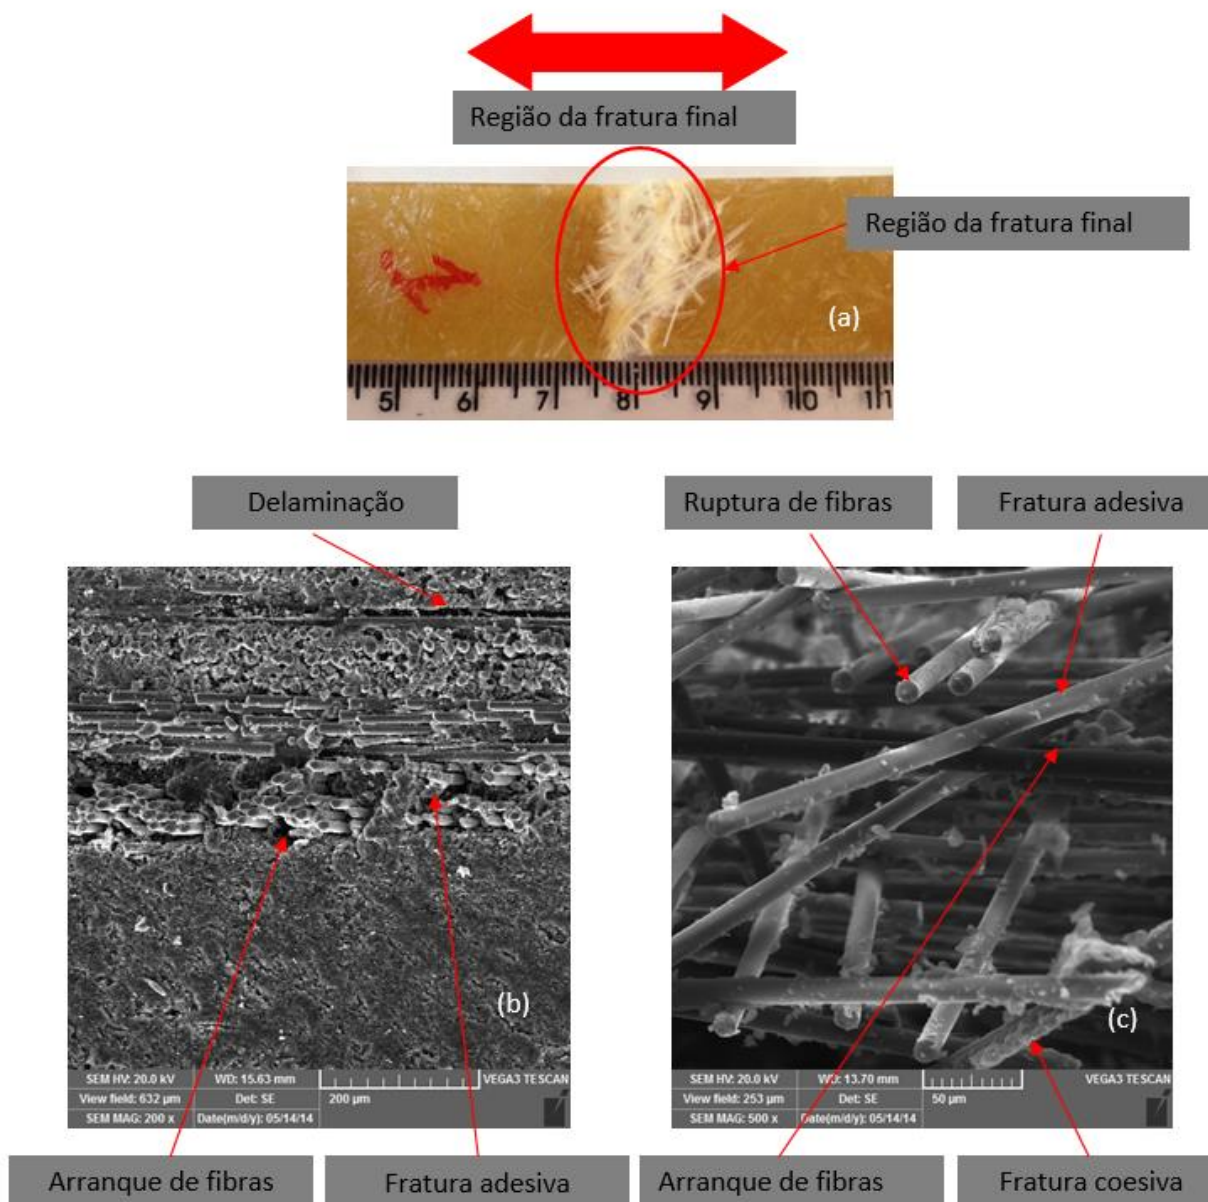 Região da fratura final
Região da fratura final
(a)
5 6 7 8 9 10 11
Delaminação
Ruptura de fibras
Fratura adesiva
(b)
SEM HV: 20.0 kV WD: 15.63 mm VEGA3 TESCAN
View field: 632 µm Det: SE 200 µm
SEM MAG: 200 x Date(m/d/y): 05/14/14
(c)
SEM HV: 20.0 kV WD: 13.70 mm VEGA3 TESCAN
View field: 253 µm Det: SE 50 µm
SEM MAG: 500 x Date(m/d/y): 05/14/14
Arranque de fibras
Fratura adesiva
Arranque de fibras
Fratura coesiva